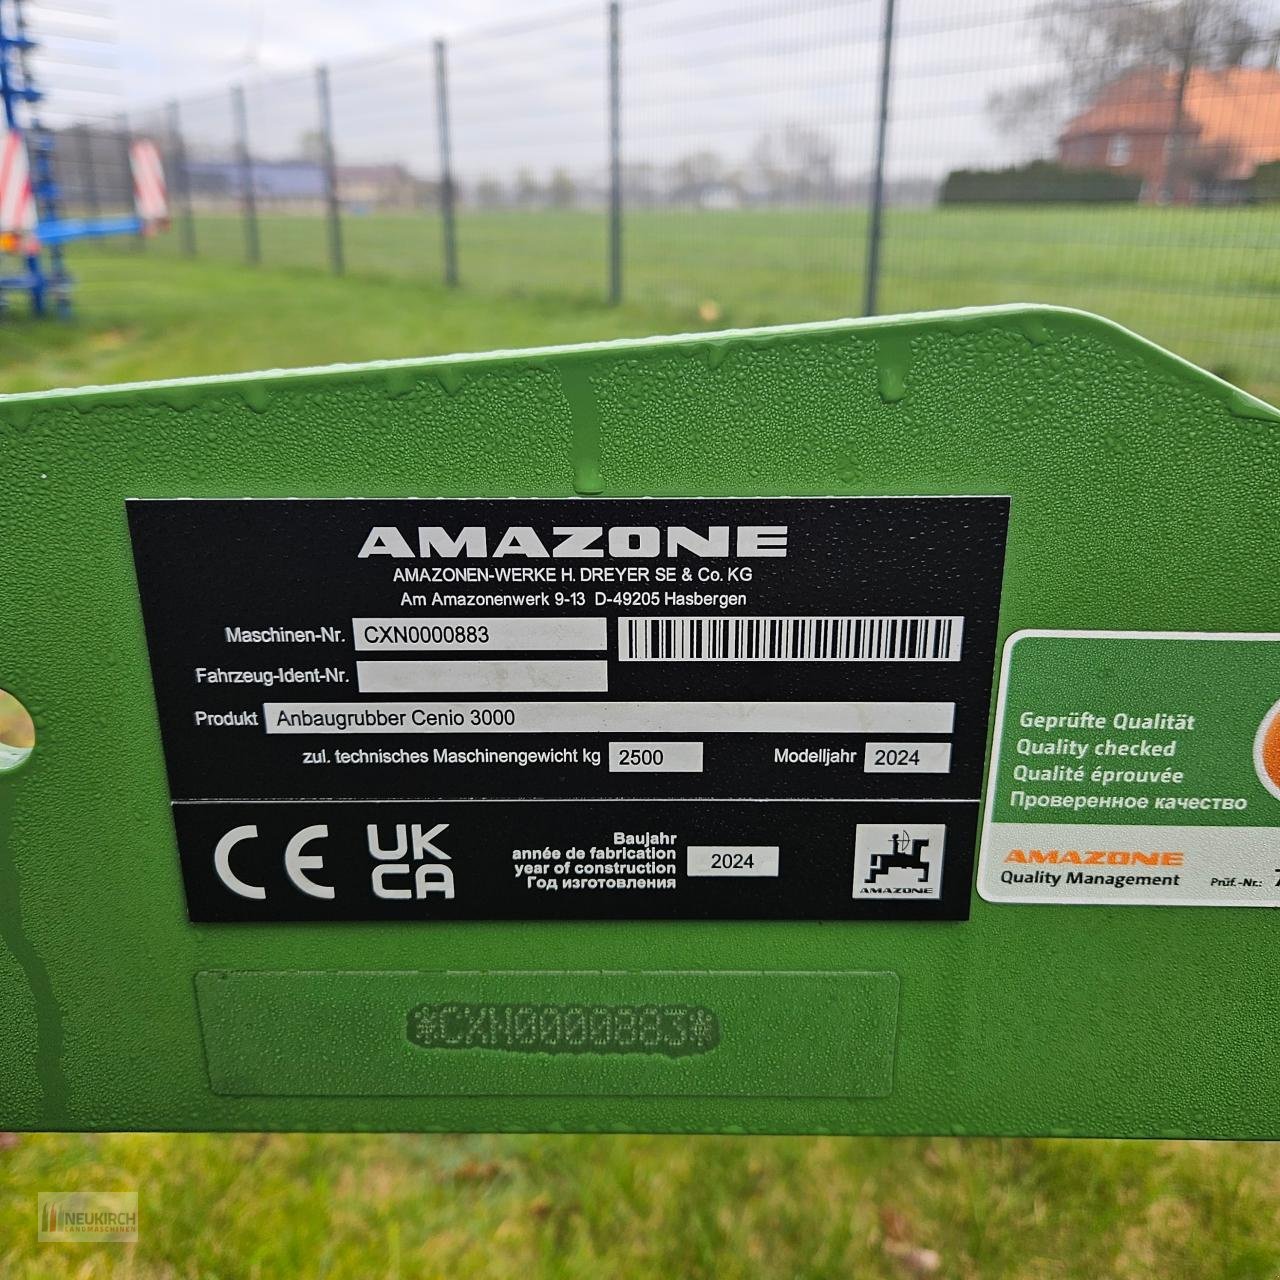 AMAZONE
AMAZONEN-WERKE H. DREYER SE & Co. KG
Am Amazonenwerk 9-13 D-49205 Hasbergen
Maschinen-Nr. CXN0000883
Fahrzeug-Ident-Nr.
Produkt Anbaugrubber Cenio 3000
zul. technisches Maschinengewicht kg 2500 Modelljahr 2024
CE UK CA
Baujahr
année de fabrication
year of construction
Год изготовления
2024
AMAZONE
Geprüfte Qualität
Quality checked
Qualité éprouvée
Проверенное качество
AMAZONE
Quality Management Prüf.-Nr.: 7
*CXN0000883*
NEUKIRCH
LANDMASCHINEN